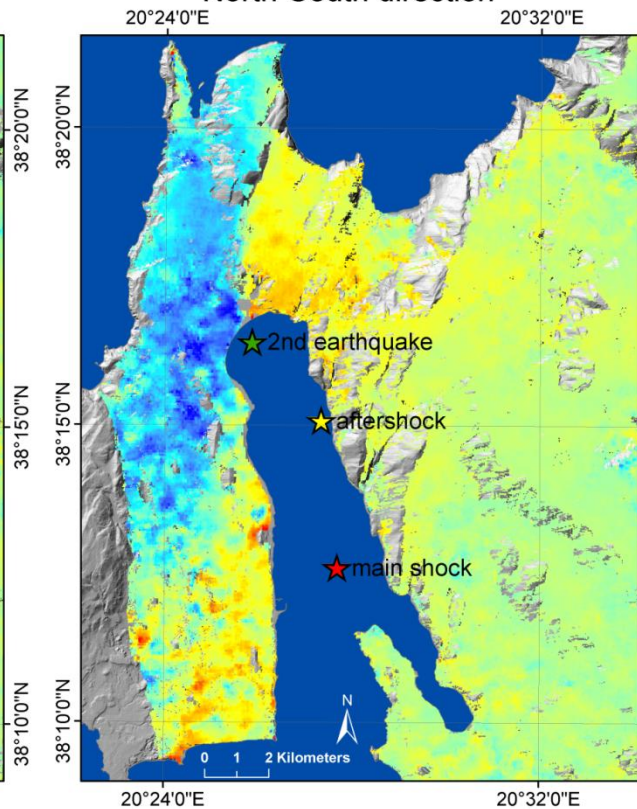 North-South direction
20°24'0"E
20°32'0"E
38°20'0"N
38°20'0"N
2nd earthquake
38°15'0"N
38°15'0"N
aftershock
main shock
38°10'0"N
38°10'0"N
N
0 1 2 Kilometers
20°24'0"E
20°32'0"E